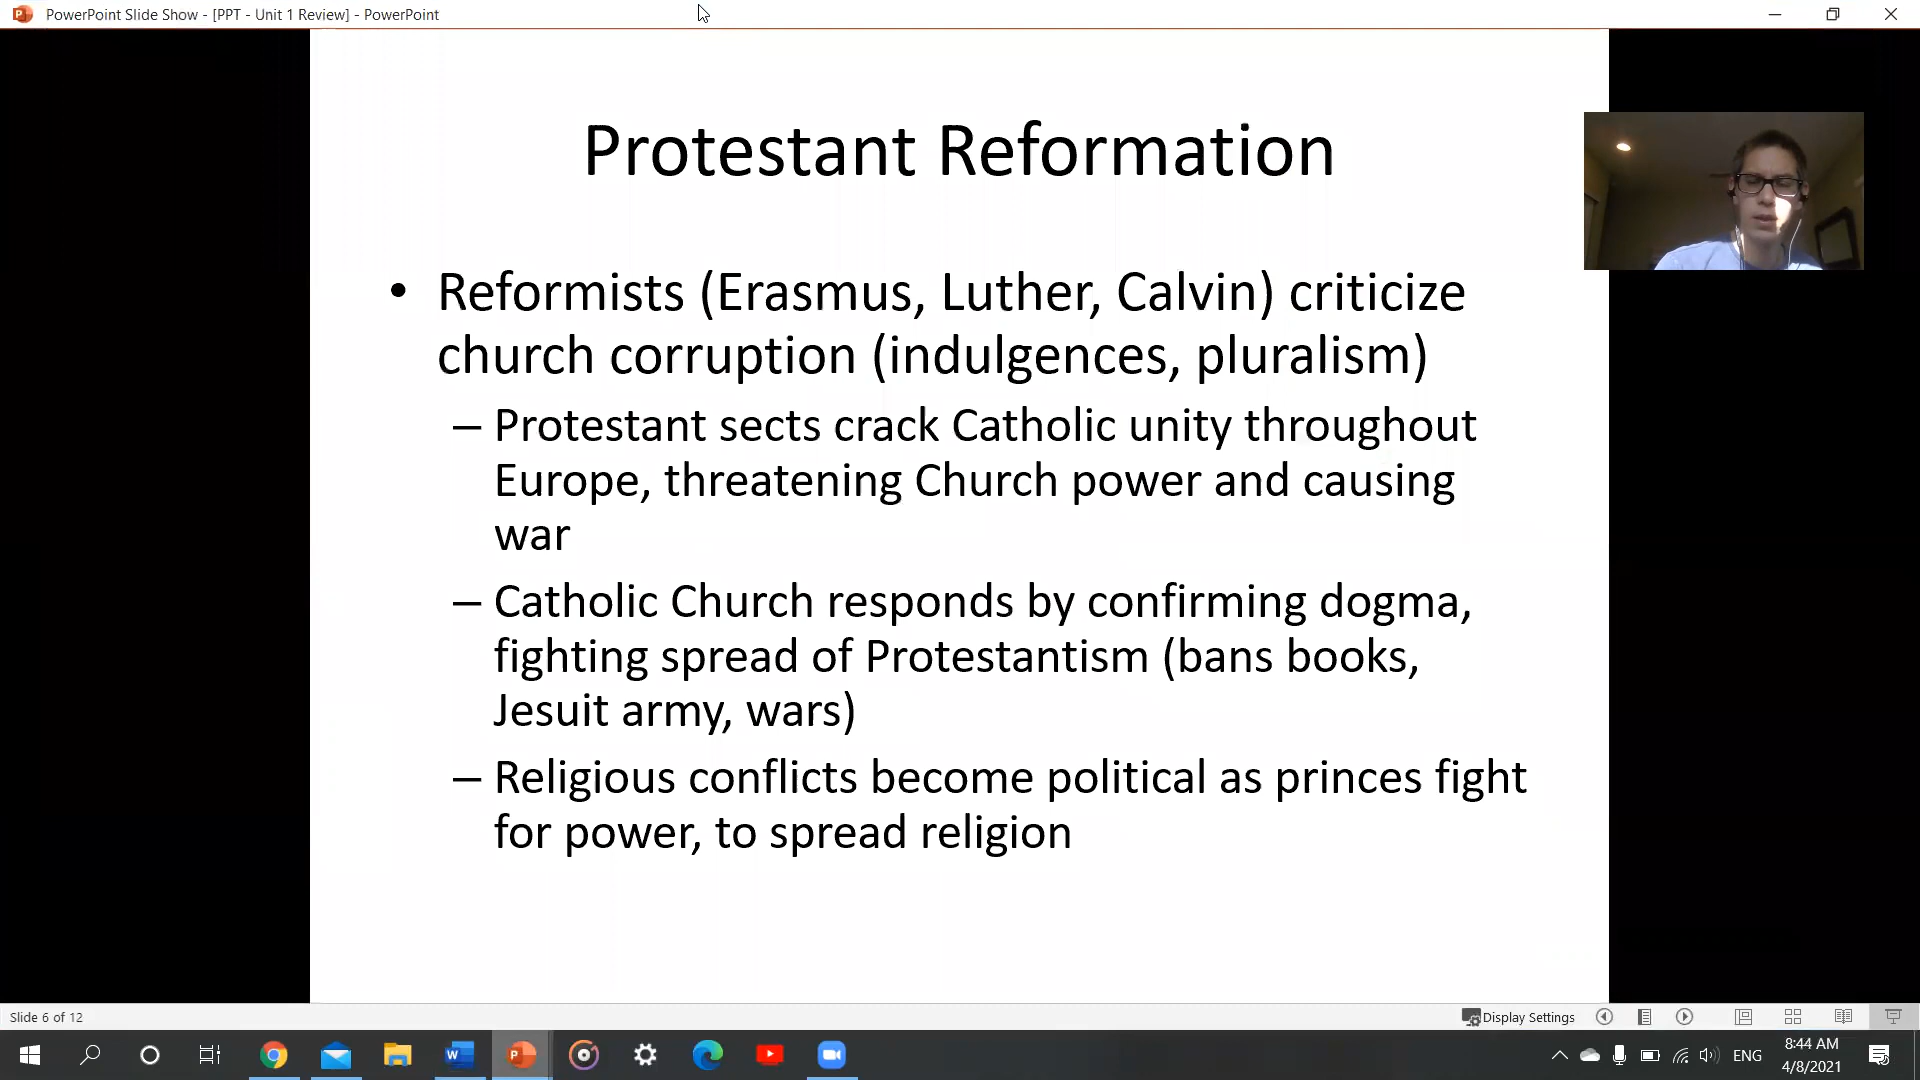 PowerPoint Slide Show - [PPT - Unit 1 Review] - PowerPoint
Protestant Reformation
• Reformists (Erasmus, Luther, Calvin) criticize
church corruption (indulgences, pluralism)
– Protestant sects crack Catholic unity throughout
Europe, threatening Church power and causing
war
– Catholic Church responds by confirming dogma,
fighting spread of Protestantism (bans books,
Jesuit army, wars)
– Religious conflicts become political as princes fight
for power, to spread religion
Slide 6 of 12
Display Settings
ENG
8:44 AM
4/8/2021